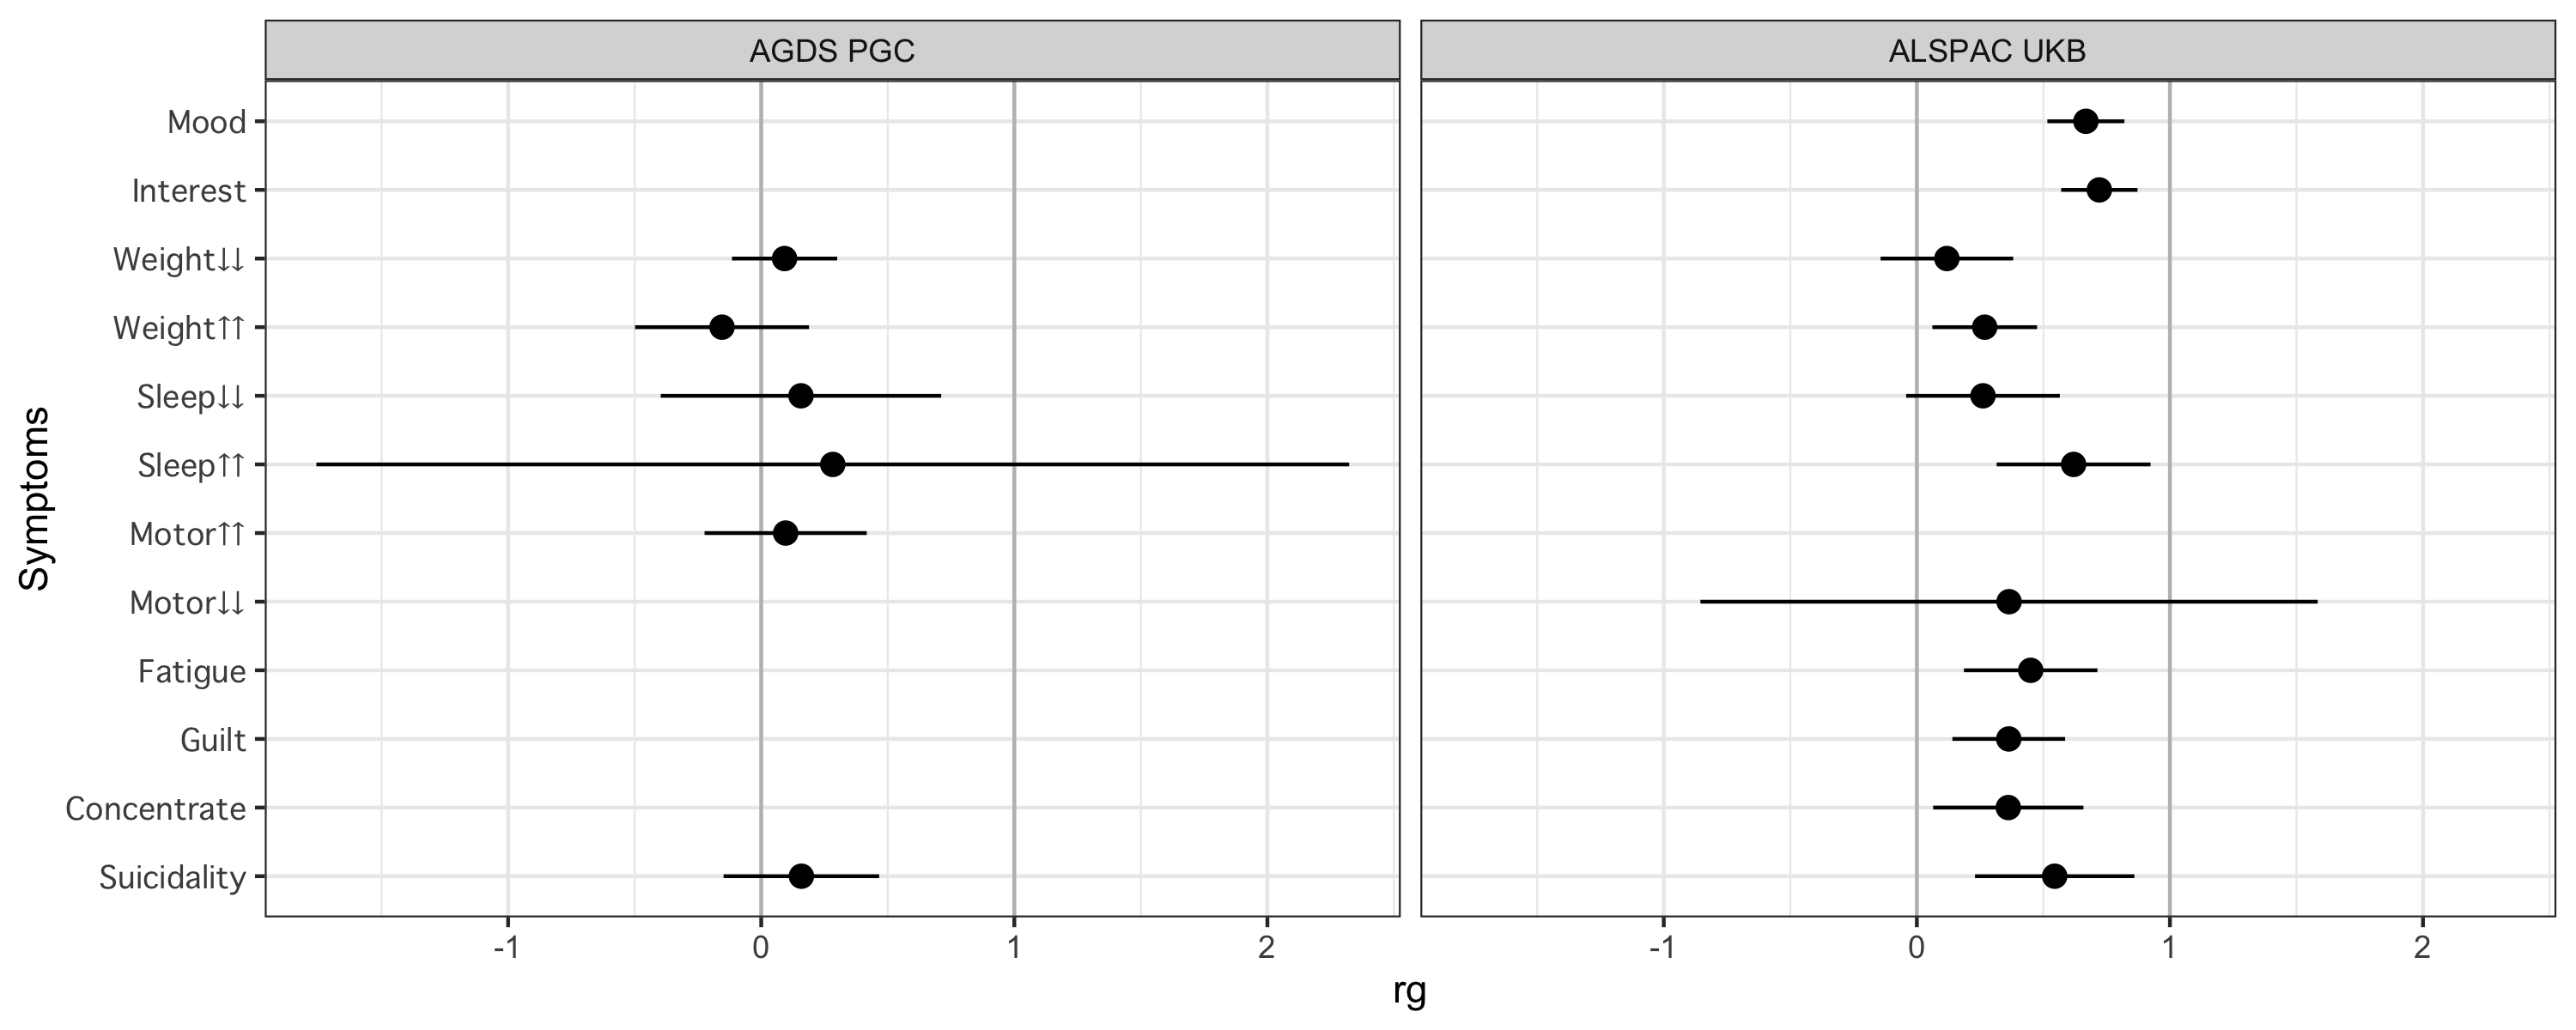 AGDS PGC
ALSPAC UKB
Symptoms
Mood
Interest
Weight↓↓
Weight↑↑
Sleep↓↓
Sleep↑↑
Motor↑↑
Motor↓↓
Fatigue
Guilt
Concentrate
Suicidality
-1 0 1 2
-1 0 1 2
rg